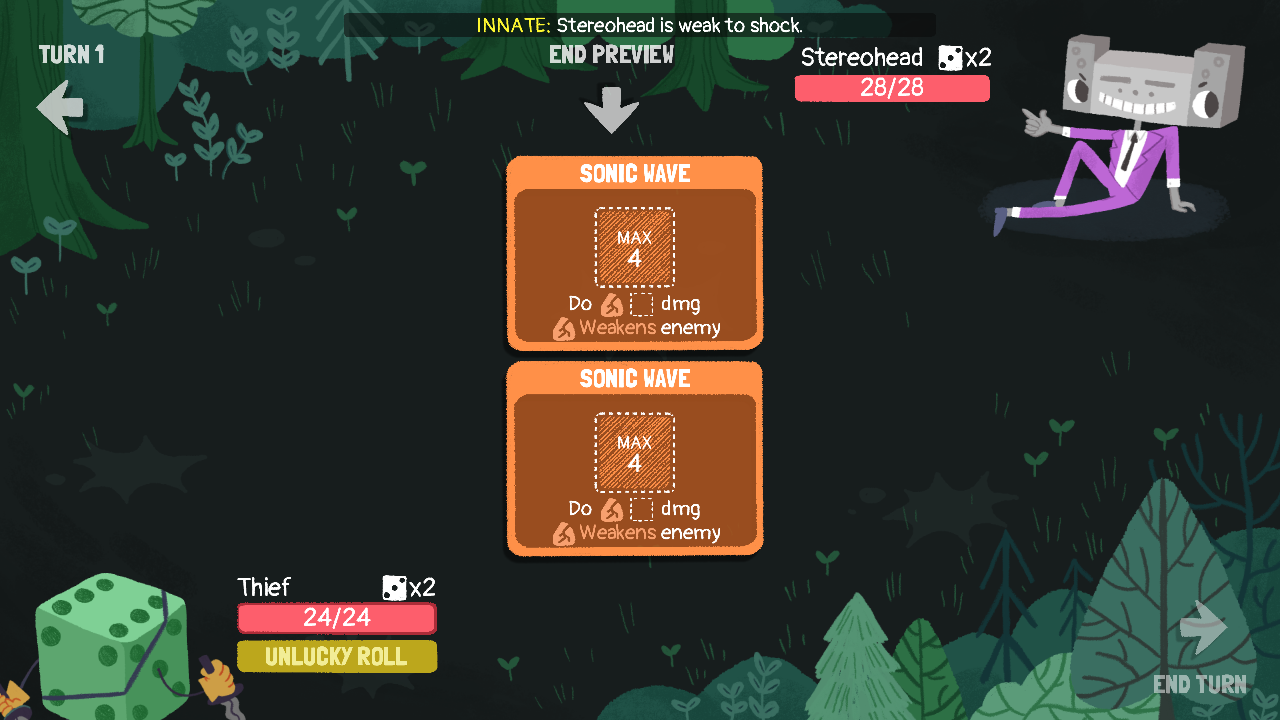 INNATE: Stereohead is weak to shock.
TURN 1
END PREVIEW
Stereohead x2
28/28
SONIC WAVE
MAX
4
Do dmg
Weakens enemy
SONIC WAVE
MAX
4
Do dmg
Weakens enemy
Thief x2
24/24
UNLUCKY ROLL
END TURN